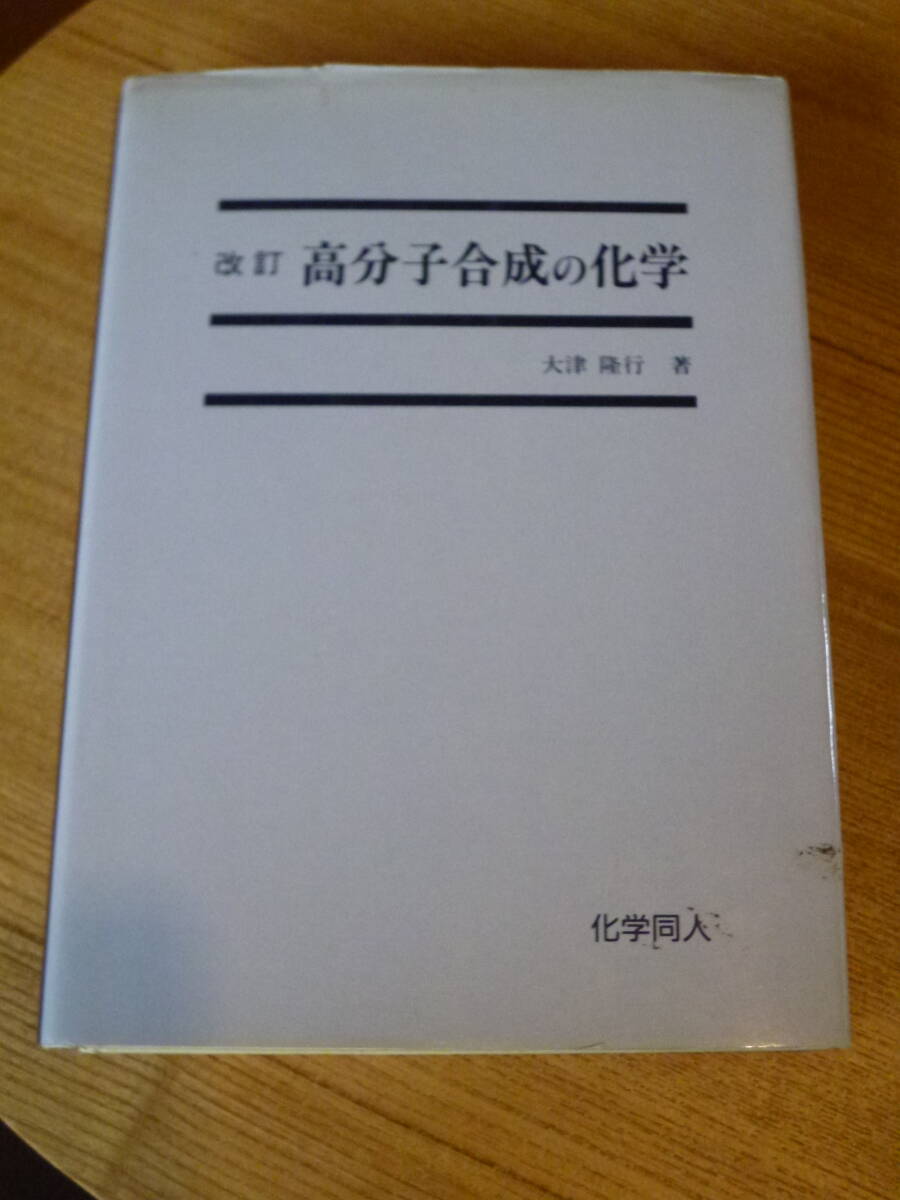 改訂 高分子合成の化学
大津 隆行 著
化学同人